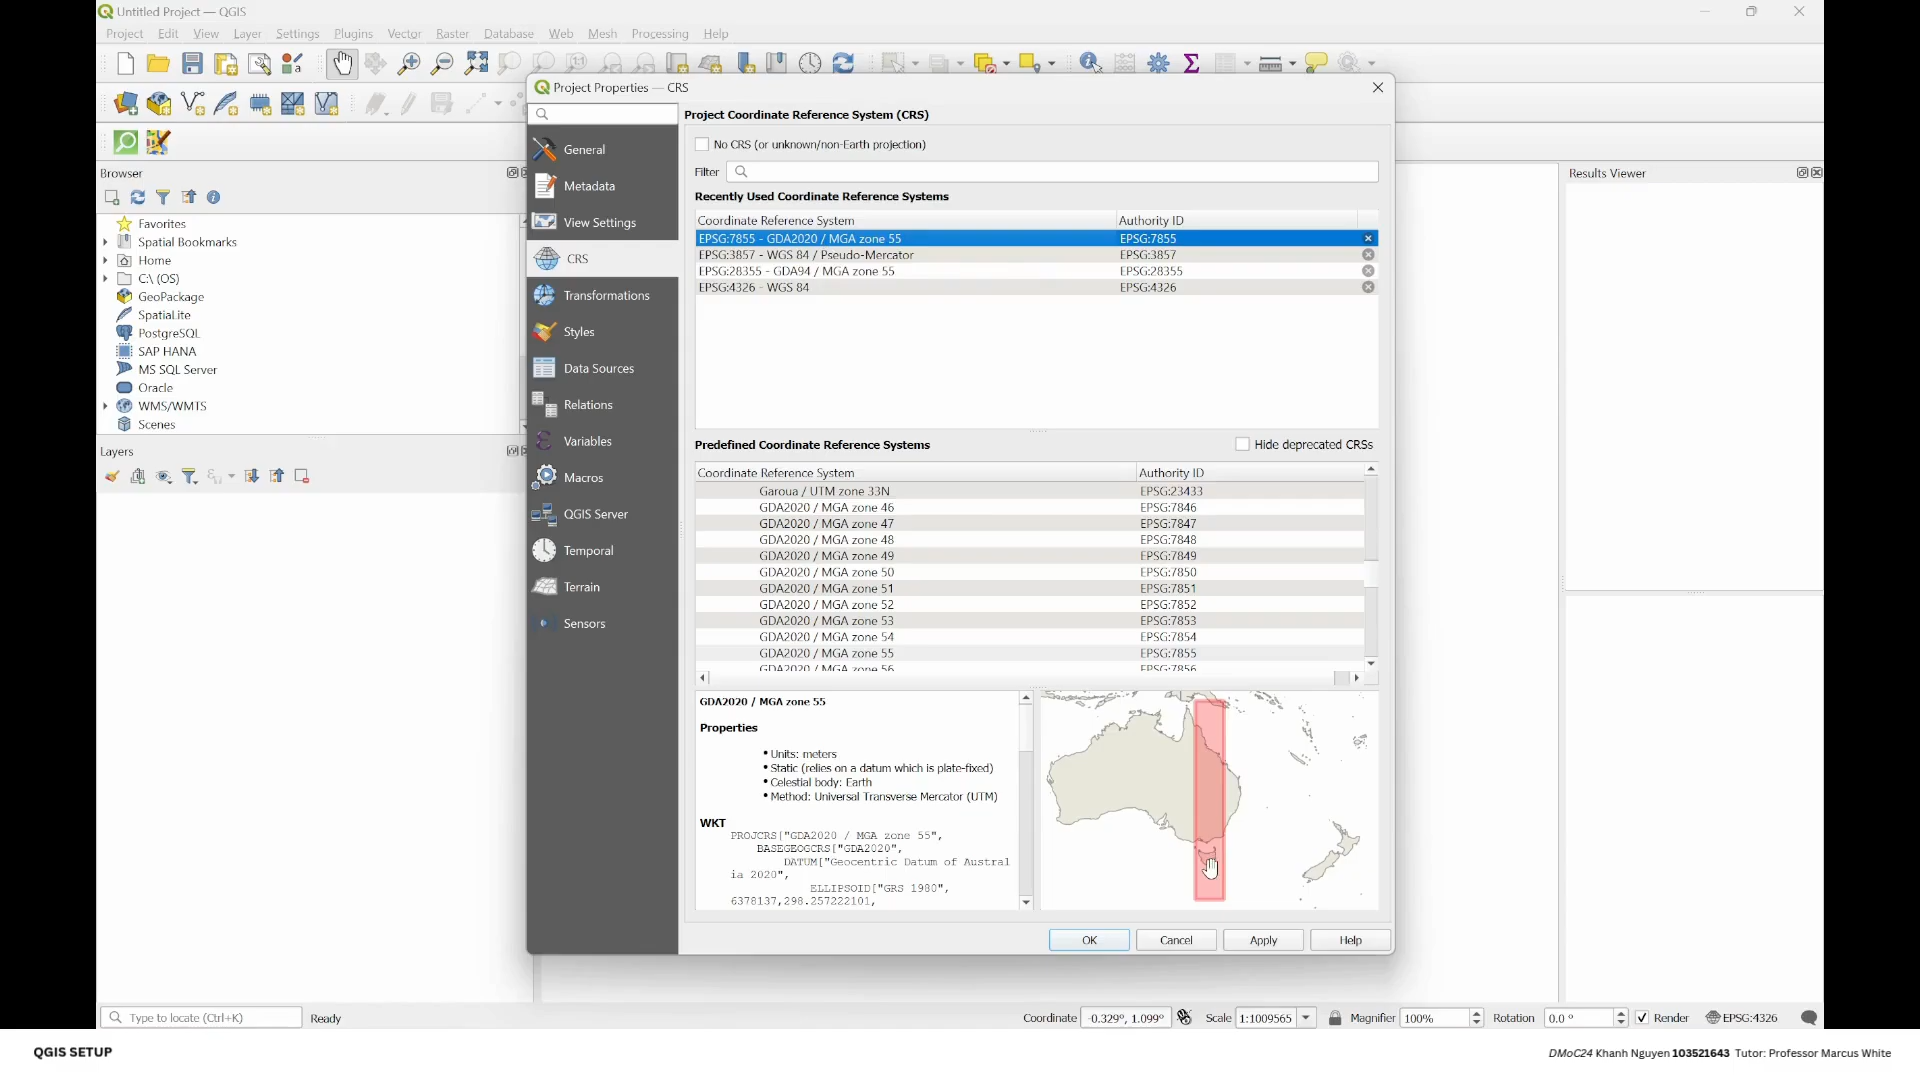 Untitled Project — QGIS
Project Edit View Layer Settings Plugins Vector Raster Database Web Mesh Processing Help
Project Properties — CRS
Project Coordinate Reference System (CRS)
No CRS (or unknown/non-Earth projection)
Filter
General
Metadata
View Settings
CRS
Transformations
Styles
Data Sources
Relations
Variables
Macros
QGIS Server
Temporal
Terrain
Sensors
Browser
Favorites
Spatial Bookmarks
Home
C:\ (OS)
GeoPackage
SpatiaLite
PostgreSQL
SAP HANA
MS SQL Server
Oracle
WMS/WMTS
Scenes
Layers
Recently Used Coordinate Reference Systems
Coordinate Reference System Authority ID
EPSG:7855 - GDA2020 / MGA zone 55 EPSG:7855
EPSG:3857 - WGS 84 / Pseudo-Mercator EPSG:3857
EPSG:28355 - GDA94 / MGA zone 55 EPSG:28355
EPSG:4326 - WGS 84 EPSG:4326
Predefined Coordinate Reference Systems Hide deprecated CRSs
Coordinate Reference System Authority ID
Garoua / UTM zone 33N EPSG:23433
GDA2020 / MGA zone 46 EPSG:7846
GDA2020 / MGA zone 47 EPSG:7847
GDA2020 / MGA zone 48 EPSG:7848
GDA2020 / MGA zone 49 EPSG:7849
GDA2020 / MGA zone 50 EPSG:7850
GDA2020 / MGA zone 51 EPSG:7851
GDA2020 / MGA zone 52 EPSG:7852
GDA2020 / MGA zone 53 EPSG:7853
GDA2020 / MGA zone 54 EPSG:7854
GDA2020 / MGA zone 55 EPSG:7855
GDA2020 / MGA zone 56 EPSG:7856
GDA2020 / MGA zone 55
Properties
• Units: meters
• Static (relies on a datum which is plate-fixed)
• Celestial body: Earth
• Method: Universal Transverse Mercator (UTM)
WKT
PROJCRS["GDA2020 / MGA zone 55",
BASEGEOGCRS["GDA2020",
DATUM["Geocentric Datum of Austral
ia 2020",
ELLIPSOID["GRS 1980",
6378137,298.257222101,
OK Cancel Apply Help
Results Viewer
Type to locate (Ctrl+K) Ready Coordinate -0.329°, 1.099° Scale 1:1009565 Magnifier 100% Rotation 0.0 ° Render EPSG:4326
QGIS SETUP
DMoC24 Khanh Nguyen 103521643 Tutor: Professor Marcus White